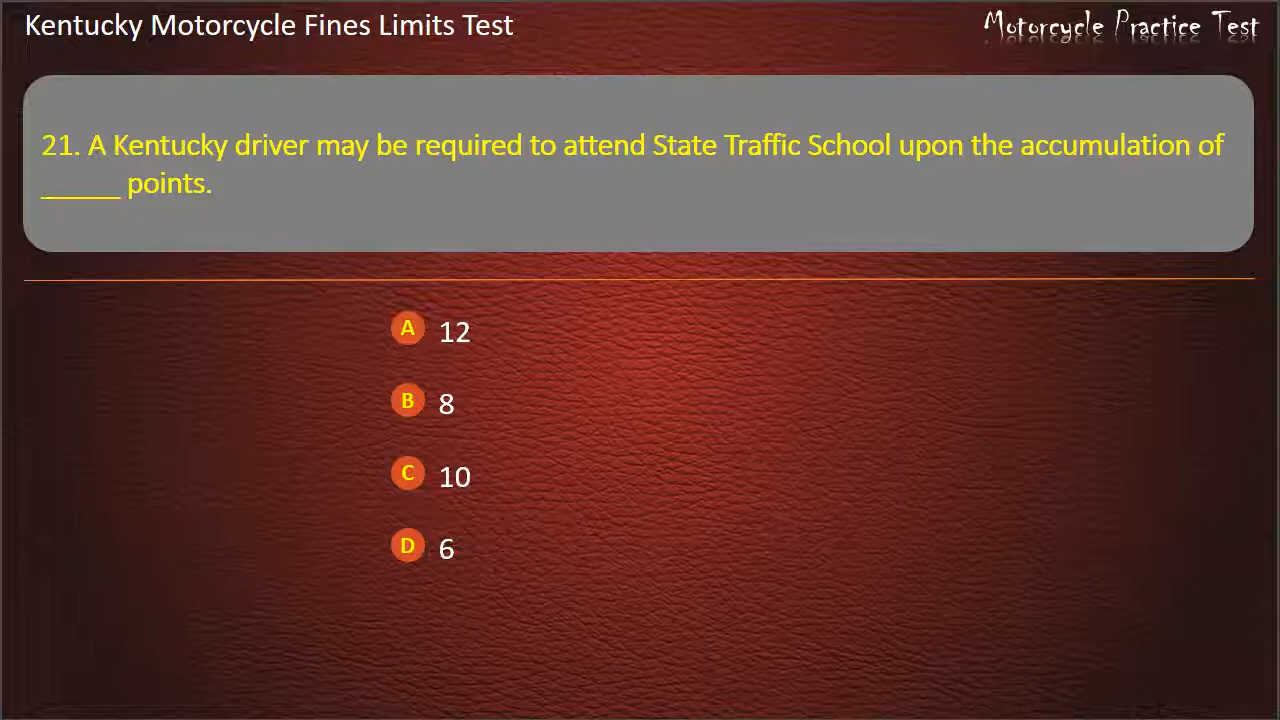 Kentucky Motorcycle Fines Limits Test
Motorcycle Practice Test
21. A Kentucky driver may be required to attend State Traffic School upon the accumulation of
_____ points.
A 12
B 8
C 10
D 6